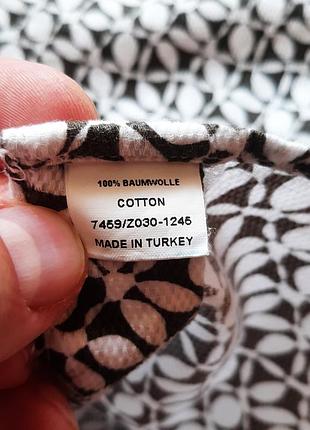 100% BAUMWOLLE
COTTON
7459/Z030-1245
MADE IN TURKEY